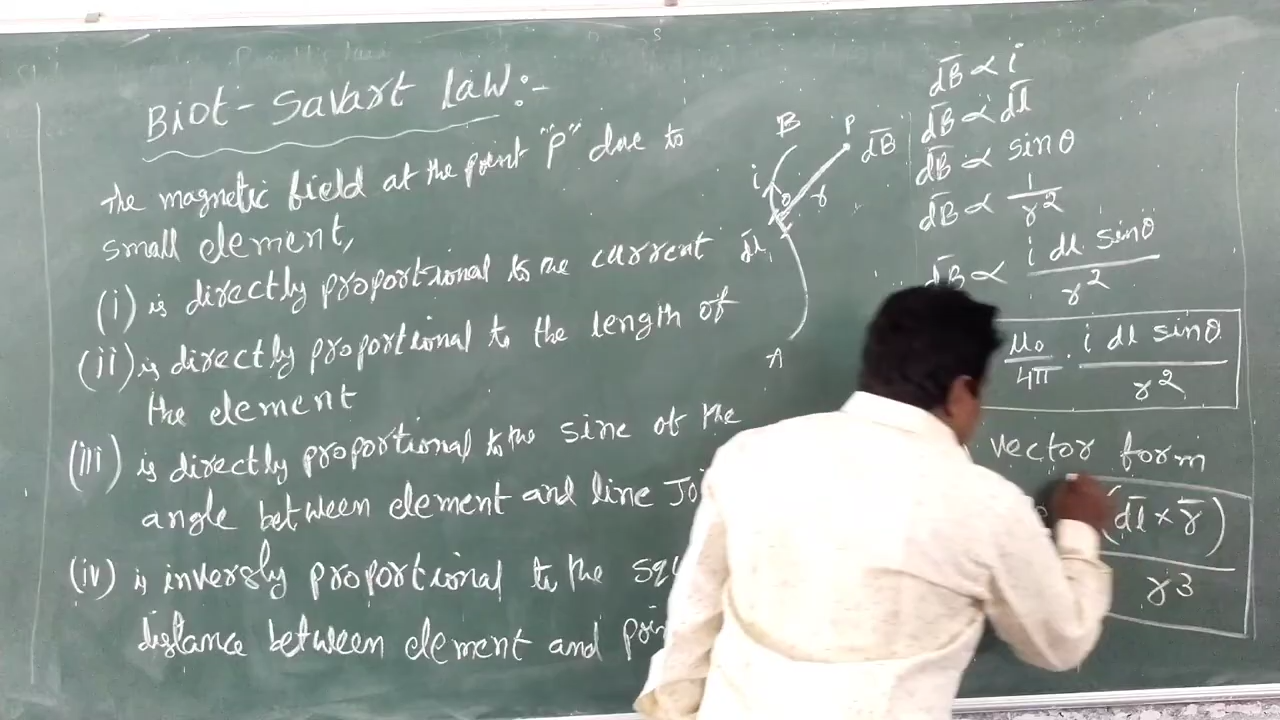 Biot - Savart Law :-
the magnetic field at the point "P" due to
small element,
(i) is directly proportional to the current
(ii) is directly proportional to the length of
the element
(iii) is directly proportional to the sine of the
angle between element and line
(iv) is inversly proportional to the
distance between element and
B
P
dB̅
i
θ
r
dl̅
A
dB̅ ∝ i
dB̅ ∝ dl̅
dB̅ ∝ sinθ
dB̅ ∝ 1/r²
dB̅ ∝ i dl sinθ / r²
μ₀/4π · i dl sinθ / r²
vector form
(dl̅ × r̅) / r³